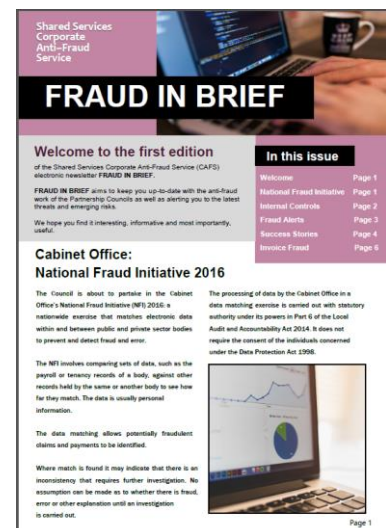 Shared Services
Corporate
Anti-Fraud
Service
FRAUD IN BRIEF
Welcome to the first edition
of the Shared Services Corporate Anti-Fraud Service (CAFS)
electronic newsletter FRAUD IN BRIEF.
FRAUD IN BRIEF aims to keep you up-to-date with the anti-fraud
work of the Partnership Councils as well as alerting you to the latest
threats and emerging risks.
We hope you find it interesting, informative and most importantly,
useful.
In this issue
Welcome Page 1
National Fraud Initiative Page 1
Internal Controls Page 2
Fraud Alerts Page 3
Success Stories Page 4
Invoice Fraud Page 6
Cabinet Office:
National Fraud Initiative 2016
The Council is about to partake in the Cabinet
Office's National Fraud Initiative (NFI) 2016: a
nationwide exercise that matches electronic data
within and between public and private sector bodies
to prevent and detect fraud and error.
The NFI involves comparing sets of data, such as the
payroll or tenancy records of a body, against other
records held by the same or another body to see how
far they match. The data is usually personal
information.
The data matching allows potentially fraudulent
claims and payments to be identified.
Where match is found it may indicate that there is an
inconsistency that requires further investigation. No
assumption can be made as to whether there is fraud,
error or other explanation until an investigation
is carried out.
The processing of data by the Cabinet Office in a
data matching exercise is carried out with statutory
authority under its powers in Part 6 of the Local
Audit and Accountability Act 2014. It does not
require the consent of the individuals concerned
under the Data Protection Act 1998.
Page 1